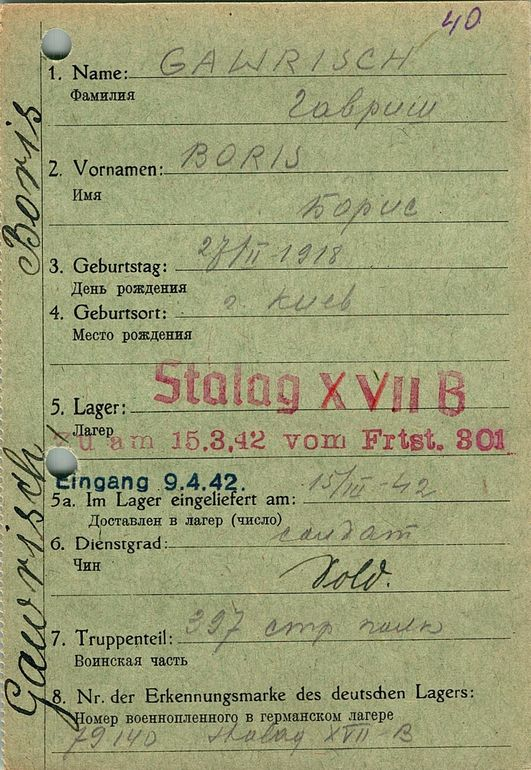 40
1. Name: GAWRISCH
Фамилия
Гавриш
2. Vornamen: BORIS
Имя
Борис
3. Geburtstag: 27/II-1918
День рождения
4. Geburtsort: г. Киев
Место рождения
Stalag XVII B
5. Lager:
Лагер
Zu am 15.3.42 vom Frtst. 301
Eingang 9.4.42.
5a. Im Lager eingeliefert am: 15/III-42
Доставлен в лагер (число)
6. Dienstgrad: солдат
Чин
Sold.
7. Truppenteil: 397 стр полк
Воинская часть
8. Nr. der Erkennungsmarke des deutschen Lagers:
Номер военнопленного в германском лагере
79140 Stalag XVII-B
Gawrisch Boris